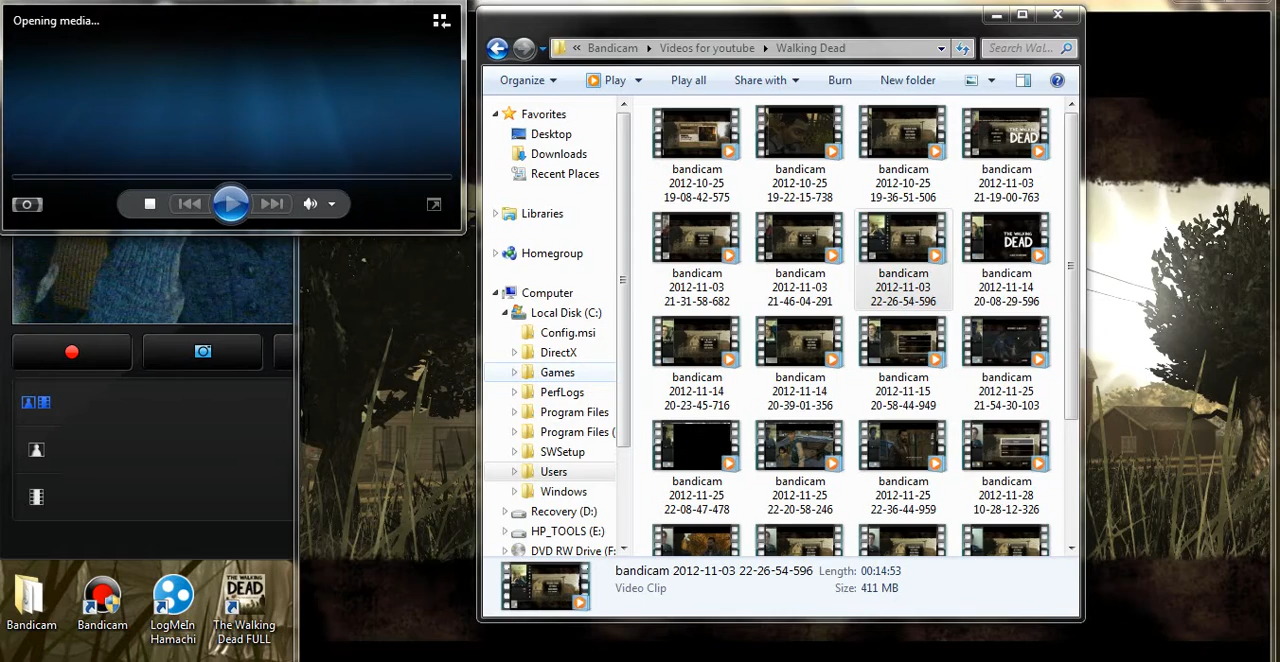 Opening media...
« Bandicam Videos for youtube Walking Dead
Search Wal...
Organize Play Play all Share with Burn New folder
Favorites
Desktop
Downloads
Recent Places
Libraries
Homegroup
Computer
Local Disk (C:)
Config.msi
DirectX
Games
PerfLogs
Program Files
Program Files (
SWSetup
Users
Windows
Recovery (D:)
HP_TOOLS (E:)
DVD RW Drive (F:
THE WALKING
DEAD
bandicam
2012-10-25
19-08-42-575
bandicam
2012-10-25
19-22-15-738
bandicam
2012-10-25
19-36-51-506
bandicam
2012-11-03
21-19-00-763
THE WALKING
DEAD
bandicam
2012-11-03
21-31-58-682
bandicam
2012-11-03
21-46-04-291
bandicam
2012-11-03
22-26-54-596
bandicam
2012-11-14
20-08-29-596
bandicam
2012-11-14
20-23-45-716
bandicam
2012-11-14
20-39-01-356
bandicam
2012-11-15
20-58-44-949
bandicam
2012-11-25
21-54-30-103
bandicam
2012-11-25
22-08-47-478
bandicam
2012-11-25
22-20-58-246
bandicam
2012-11-25
22-36-44-959
bandicam
2012-11-28
10-28-12-326
bandicam 2012-11-03 22-26-54-596 Length: 00:14:53
Video Clip Size: 411 MB
THE WALKING
DEAD
Bandicam
Bandicam
LogMeIn
Hamachi
The Walking
Dead FULL